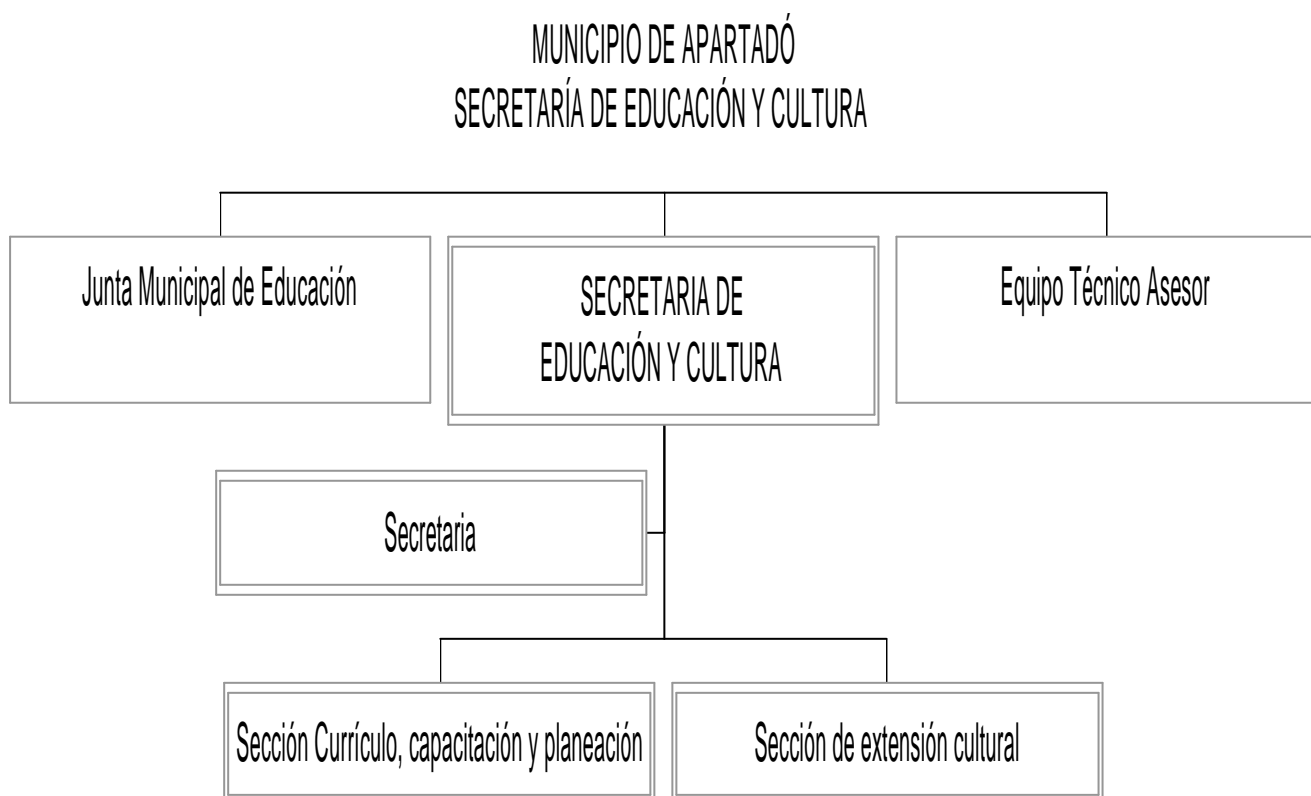 MUNICIPIO DE APARTADÓ
SECRETARÍA DE EDUCACIÓN Y CULTURA
Junta Municipal de Educación
SECRETARIA DE
EDUCACIÓN Y CULTURA
Equipo Técnico Asesor
Secretaria
Sección Currículo, capacitación y planeación
Sección de extensión cultural